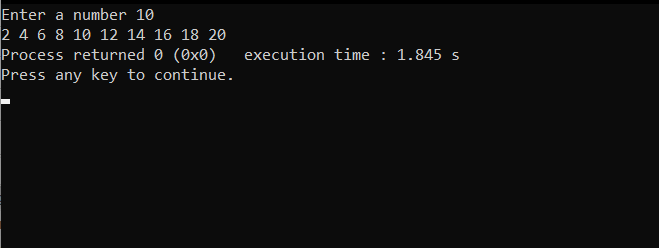 Enter a number 10
2 4 6 8 10 12 14 16 18 20
Process returned 0 (0x0)   execution time : 1.845 s
Press any key to continue.